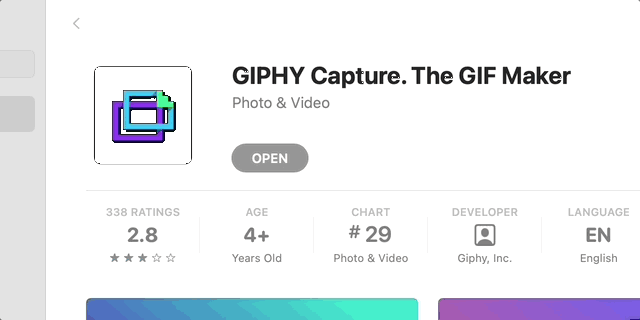 GIPHY Capture. The GIF Maker
Photo & Video
OPEN
338 RATINGS
2.8
AGE
4+
Years Old
CHART
# 29
Photo & Video
DEVELOPER
Giphy, Inc.
LANGUAGE
EN
English